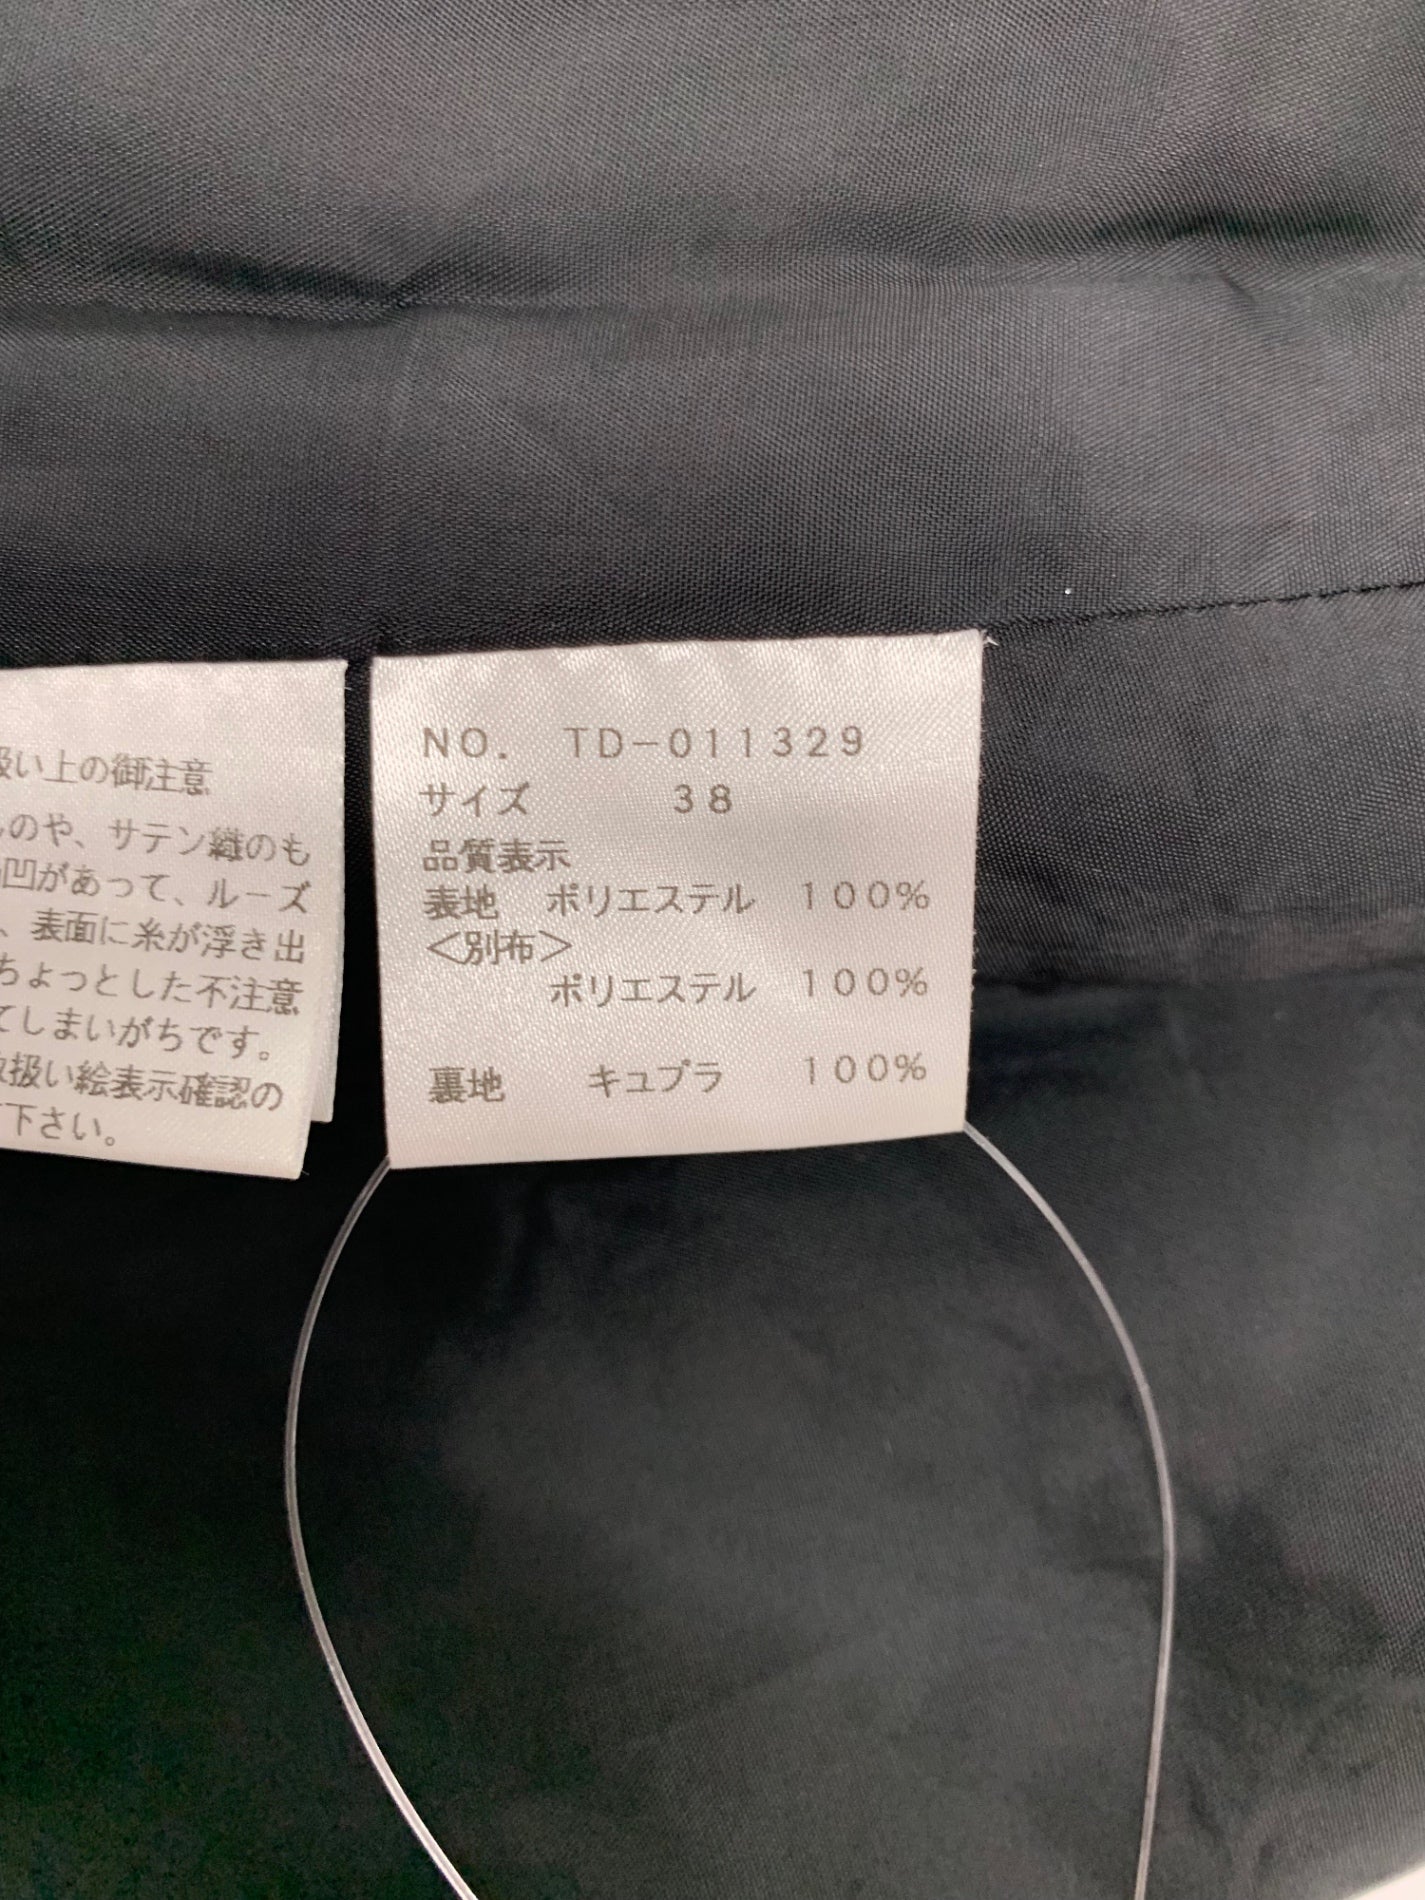 扱い上の御注意
のや、サテン織のも
凹があって、ルーズ
、表面に糸が浮き出
ちょっとした不注意
てしまいがちです。
取扱い絵表示確認の
下さい。
NO. TD-011329
サイズ 38
品質表示
表地 ポリエステル 100%
<別布>
ポリエステル 100%
裏地 キュプラ 100%